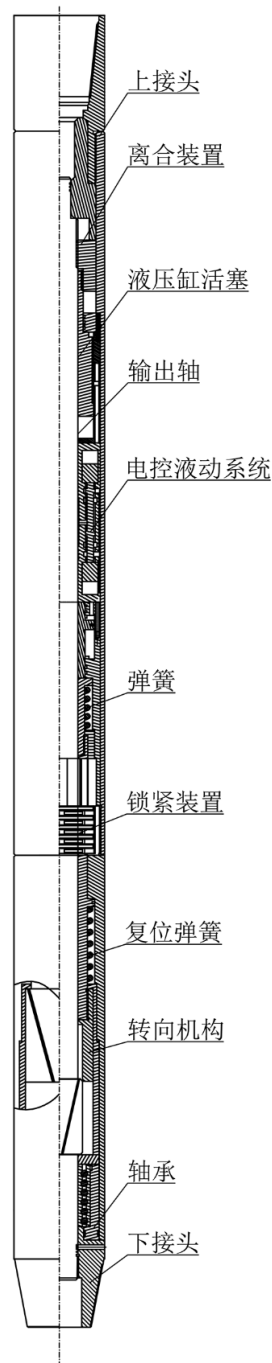 上接头
离合装置
液压缸活塞
输出轴
电控液动系统
弹簧
锁紧装置
复位弹簧
转向机构
轴承
下接头